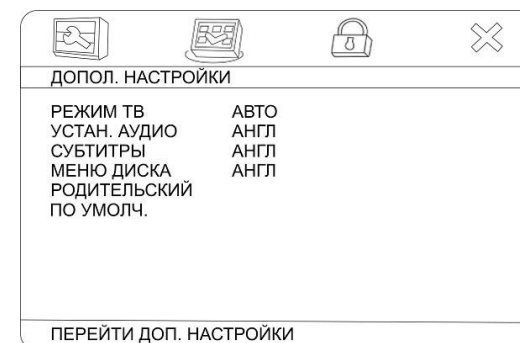 ДОПОЛ. НАСТРОЙКИ
РЕЖИМ ТВ АВТО
УСТАН. АУДИО АНГЛ
СУБТИТРЫ АНГЛ
МЕНЮ ДИСКА АНГЛ
РОДИТЕЛЬСКИЙ
ПО УМОЛЧ.
ПЕРЕЙТИ ДОП. НАСТРОЙКИ